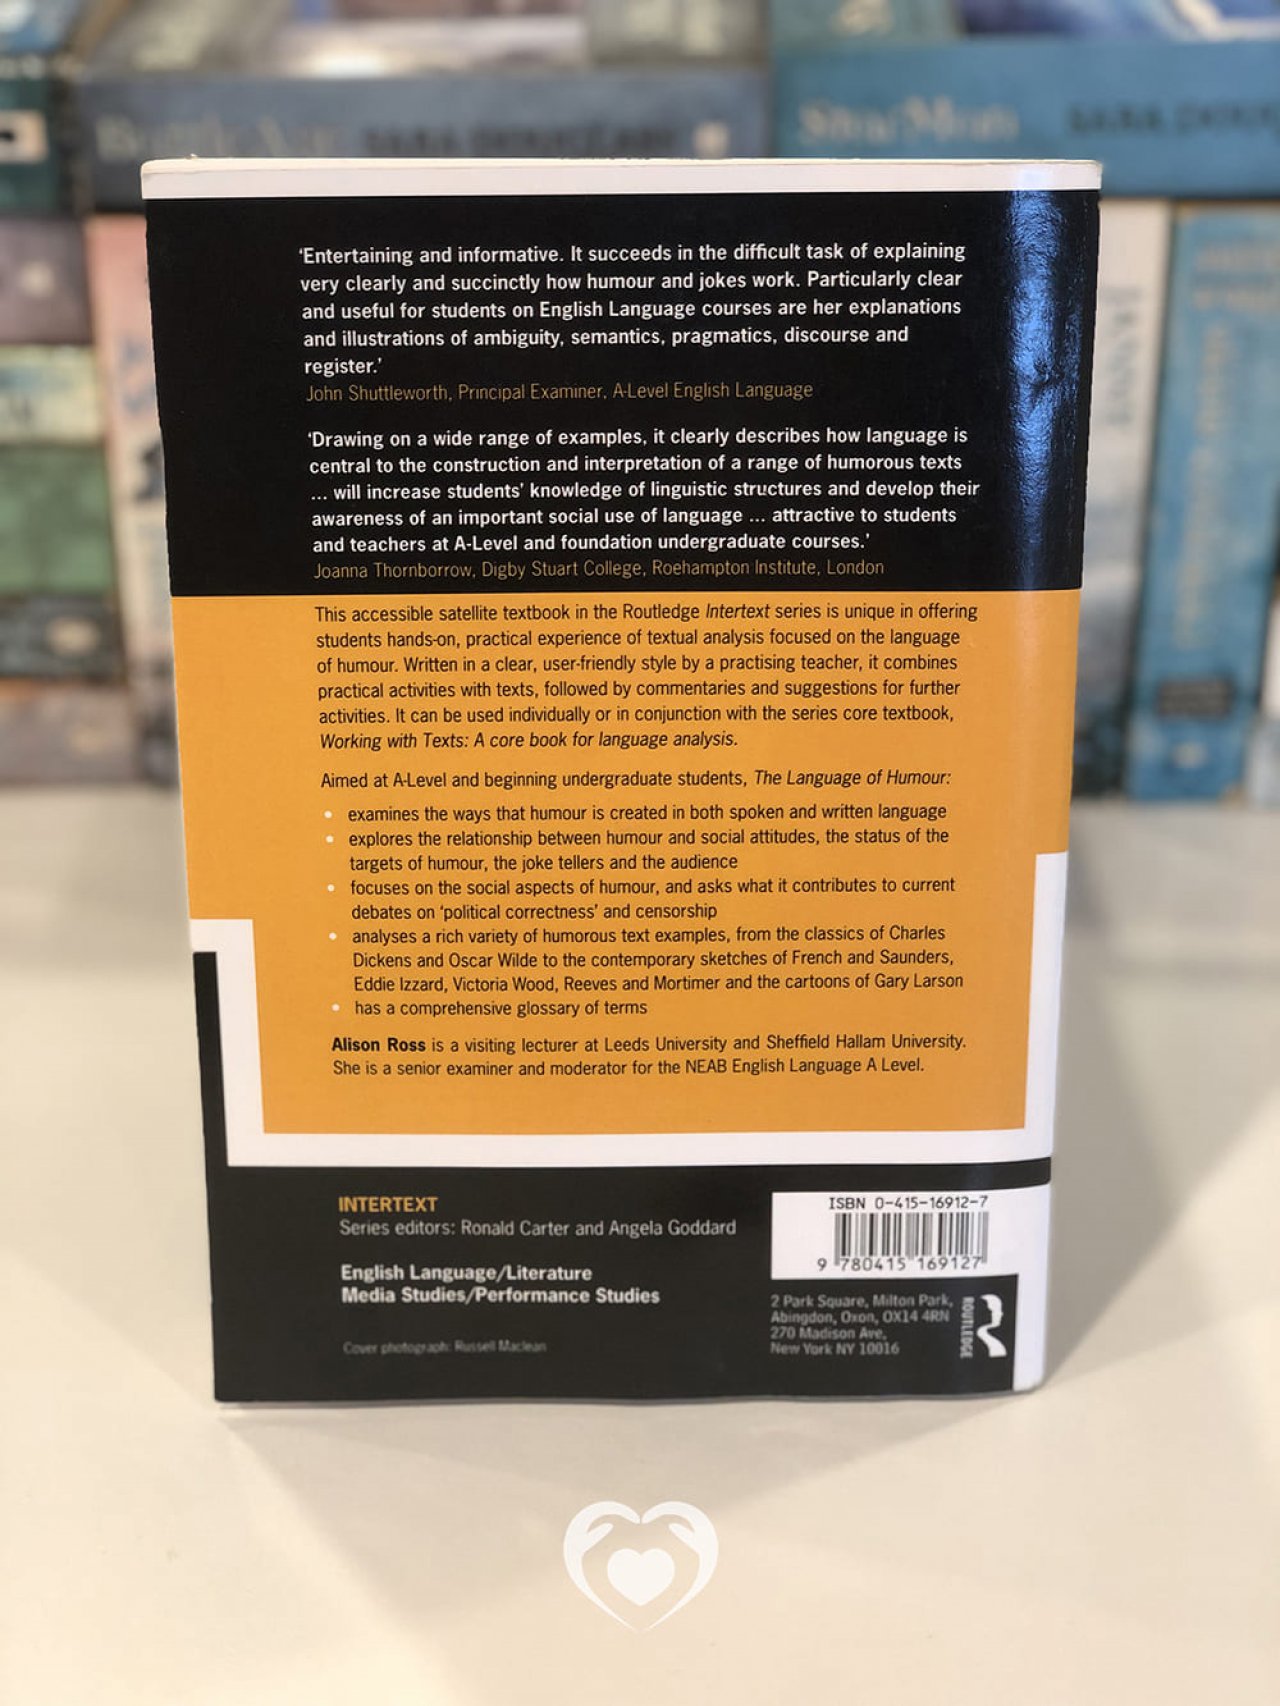 ‘Entertaining and informative. It succeeds in the difficult task of explaining
very clearly and succinctly how humour and jokes work. Particularly clear
and useful for students on English Language courses are her explanations
and illustrations of ambiguity, semantics, pragmatics, discourse and
register.’
John Shuttleworth, Principal Examiner, A-Level English Language
‘Drawing on a wide range of examples, it clearly describes how language is
central to the construction and interpretation of a range of humorous texts
... will increase students’ knowledge of linguistic structures and develop their
awareness of an important social use of language ... attractive to students
and teachers at A-Level and foundation undergraduate courses.’
Joanna Thornborrow, Digby Stuart College, Roehampton Institute, London
This accessible satellite textbook in the Routledge Intertext series is unique in offering
students hands-on, practical experience of textual analysis focused on the language
of humour. Written in a clear, user-friendly style by a practising teacher, it combines
practical activities with texts, followed by commentaries and suggestions for further
activities. It can be used individually or in conjunction with the series core textbook,
Working with Texts: A core book for language analysis.
Aimed at A-Level and beginning undergraduate students, The Language of Humour:
• examines the ways that humour is created in both spoken and written language
• explores the relationship between humour and social attitudes, the status of the
targets of humour, the joke tellers and the audience
• focuses on the social aspects of humour, and asks what it contributes to current
debates on ‘political correctness’ and censorship
• analyses a rich variety of humorous text examples, from the classics of Charles
Dickens and Oscar Wilde to the contemporary sketches of French and Saunders,
Eddie Izzard, Victoria Wood, Reeves and Mortimer and the cartoons of Gary Larson
• has a comprehensive glossary of terms
Alison Ross is a visiting lecturer at Leeds University and Sheffield Hallam University.
She is a senior examiner and moderator for the NEAB English Language A Level.
INTERTEXT
Series editors: Ronald Carter and Angela Goddard
English Language/Literature
Media Studies/Performance Studies
Cover photograph: Russell Maclean
ISBN 0-415-16912-7
9 780415 169127
2 Park Square, Milton Park,
Abingdon, Oxon, OX14 4RN
270 Madison Ave,
New York NY 10016
ROUTLEDGE